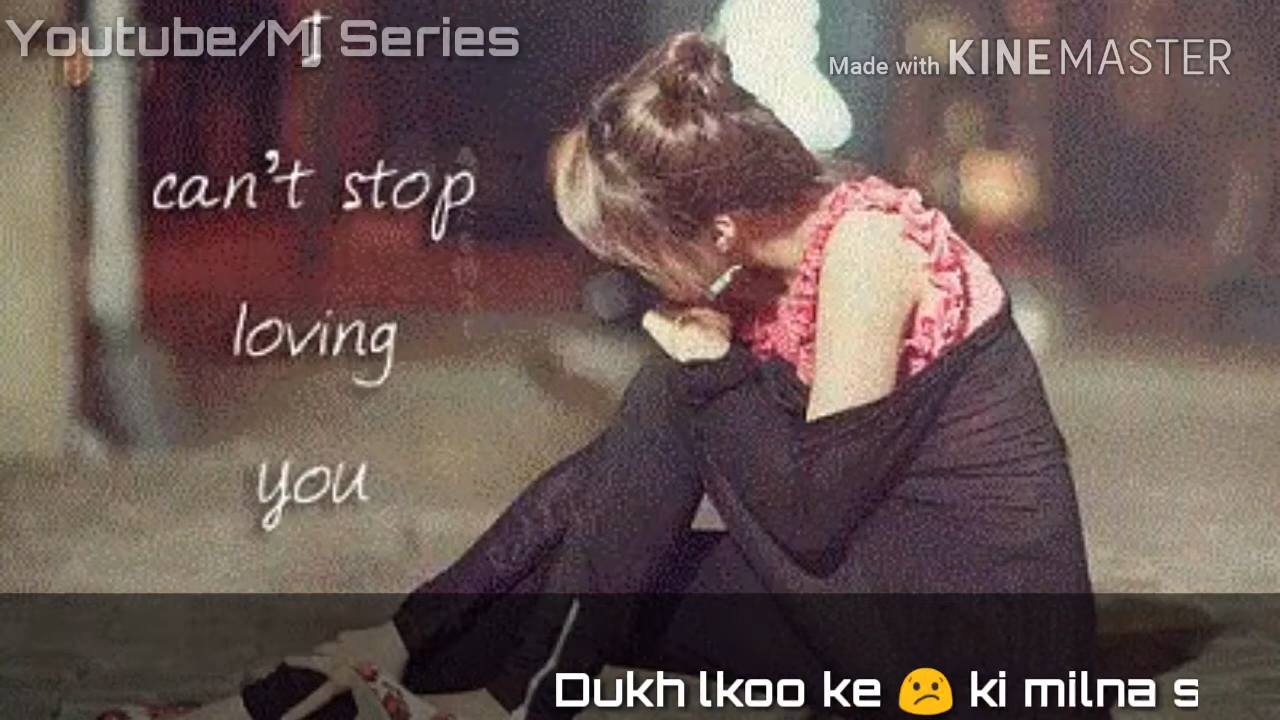 Youtube/Mj Series
Made with KINEMASTER
I
can't stop
loving
you
Dukh lkoo ke 😕 ki milna s